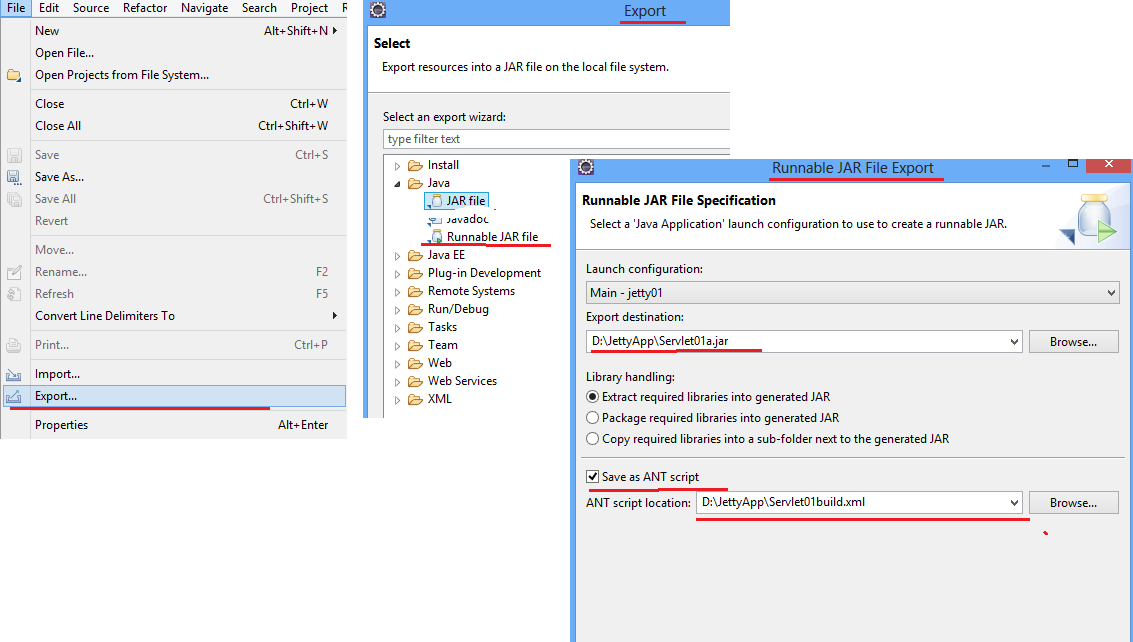 File Edit Source Refactor Navigate Search Project
New Alt+Shift+N
Open File...
Open Projects from File System...
Close Ctrl+W
Close All Ctrl+Shift+W
Save Ctrl+S
Save As...
Save All Ctrl+Shift+S
Revert
Move...
Rename... F2
Refresh F5
Convert Line Delimiters To
Print... Ctrl+P
Import...
Export...
Properties Alt+Enter
Export
Select
Export resources into a JAR file on the local file system.
Select an export wizard:
type filter text
Install
Java
JAR file
Javadoc
Runnable JAR file
Java EE
Plug-in Development
Remote Systems
Run/Debug
Tasks
Team
Web
Web Services
XML
Runnable JAR File Export
Runnable JAR File Specification
Select a 'Java Application' launch configuration to use to create a runnable JAR.
Launch configuration:
Main - jetty01
Export destination:
D:\JettyApp\Servlet01a.jar Browse...
Library handling:
Extract required libraries into generated JAR
Package required libraries into generated JAR
Copy required libraries into a sub-folder next to the generated JAR
Save as ANT script
ANT script location: D:\JettyApp\Servlet01build.xml Browse...